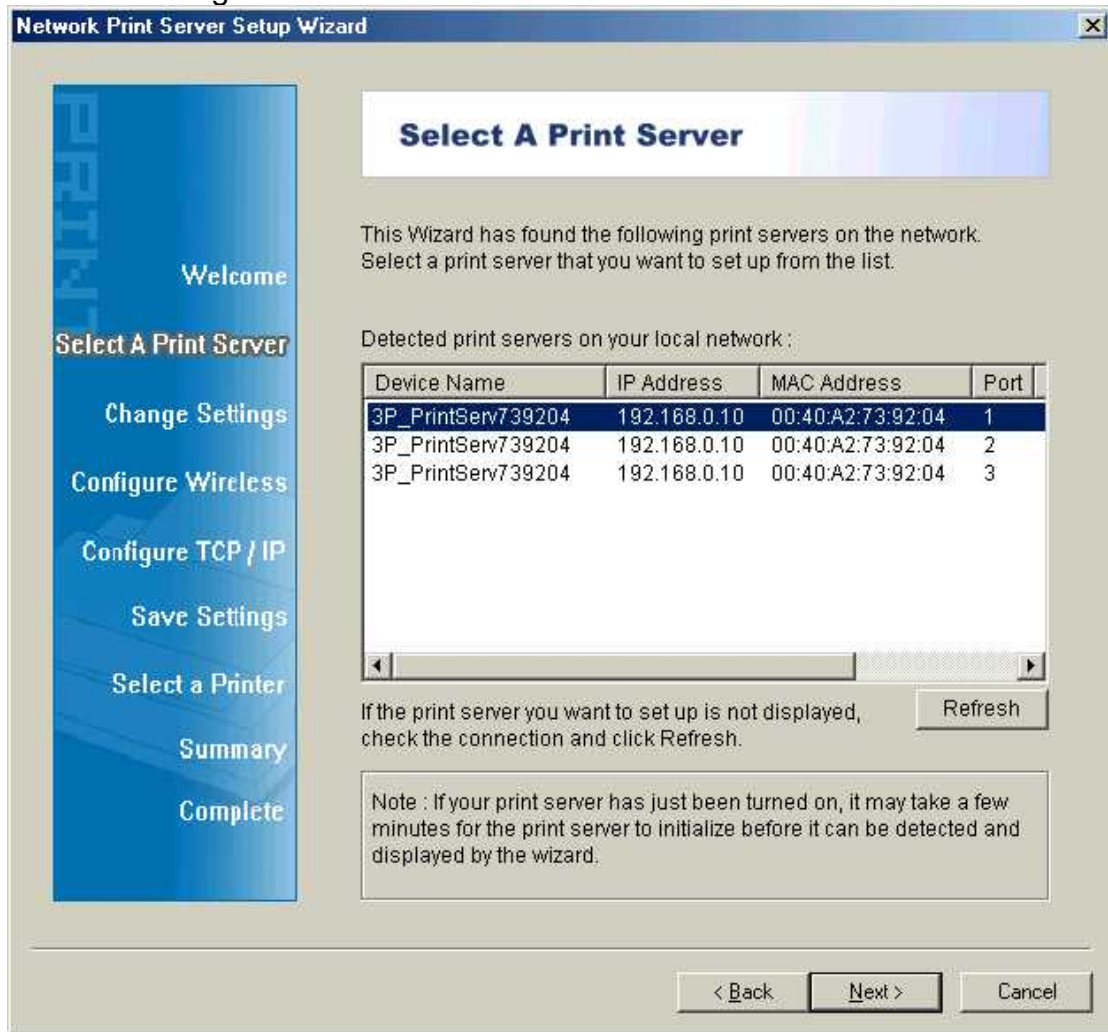 Network Print Server Setup Wizard
PRINT
Welcome
Select A Print Server
Change Settings
Configure Wireless
Configure TCP / IP
Save Settings
Select a Printer
Summary
Complete
Select A Print Server
This Wizard has found the following print servers on the network.
Select a print server that you want to set up from the list.
Detected print servers on your local network :
Device Name IP Address MAC Address Port
3P_PrintServ739204 192.168.0.10 00:40:A2:73:92:04 1
3P_PrintServ739204 192.168.0.10 00:40:A2:73:92:04 2
3P_PrintServ739204 192.168.0.10 00:40:A2:73:92:04 3
If the print server you want to set up is not displayed,
check the connection and click Refresh.
Refresh
Note : If your print server has just been turned on, it may take a few
minutes for the print server to initialize before it can be detected and
displayed by the wizard.
< Back Next > Cancel